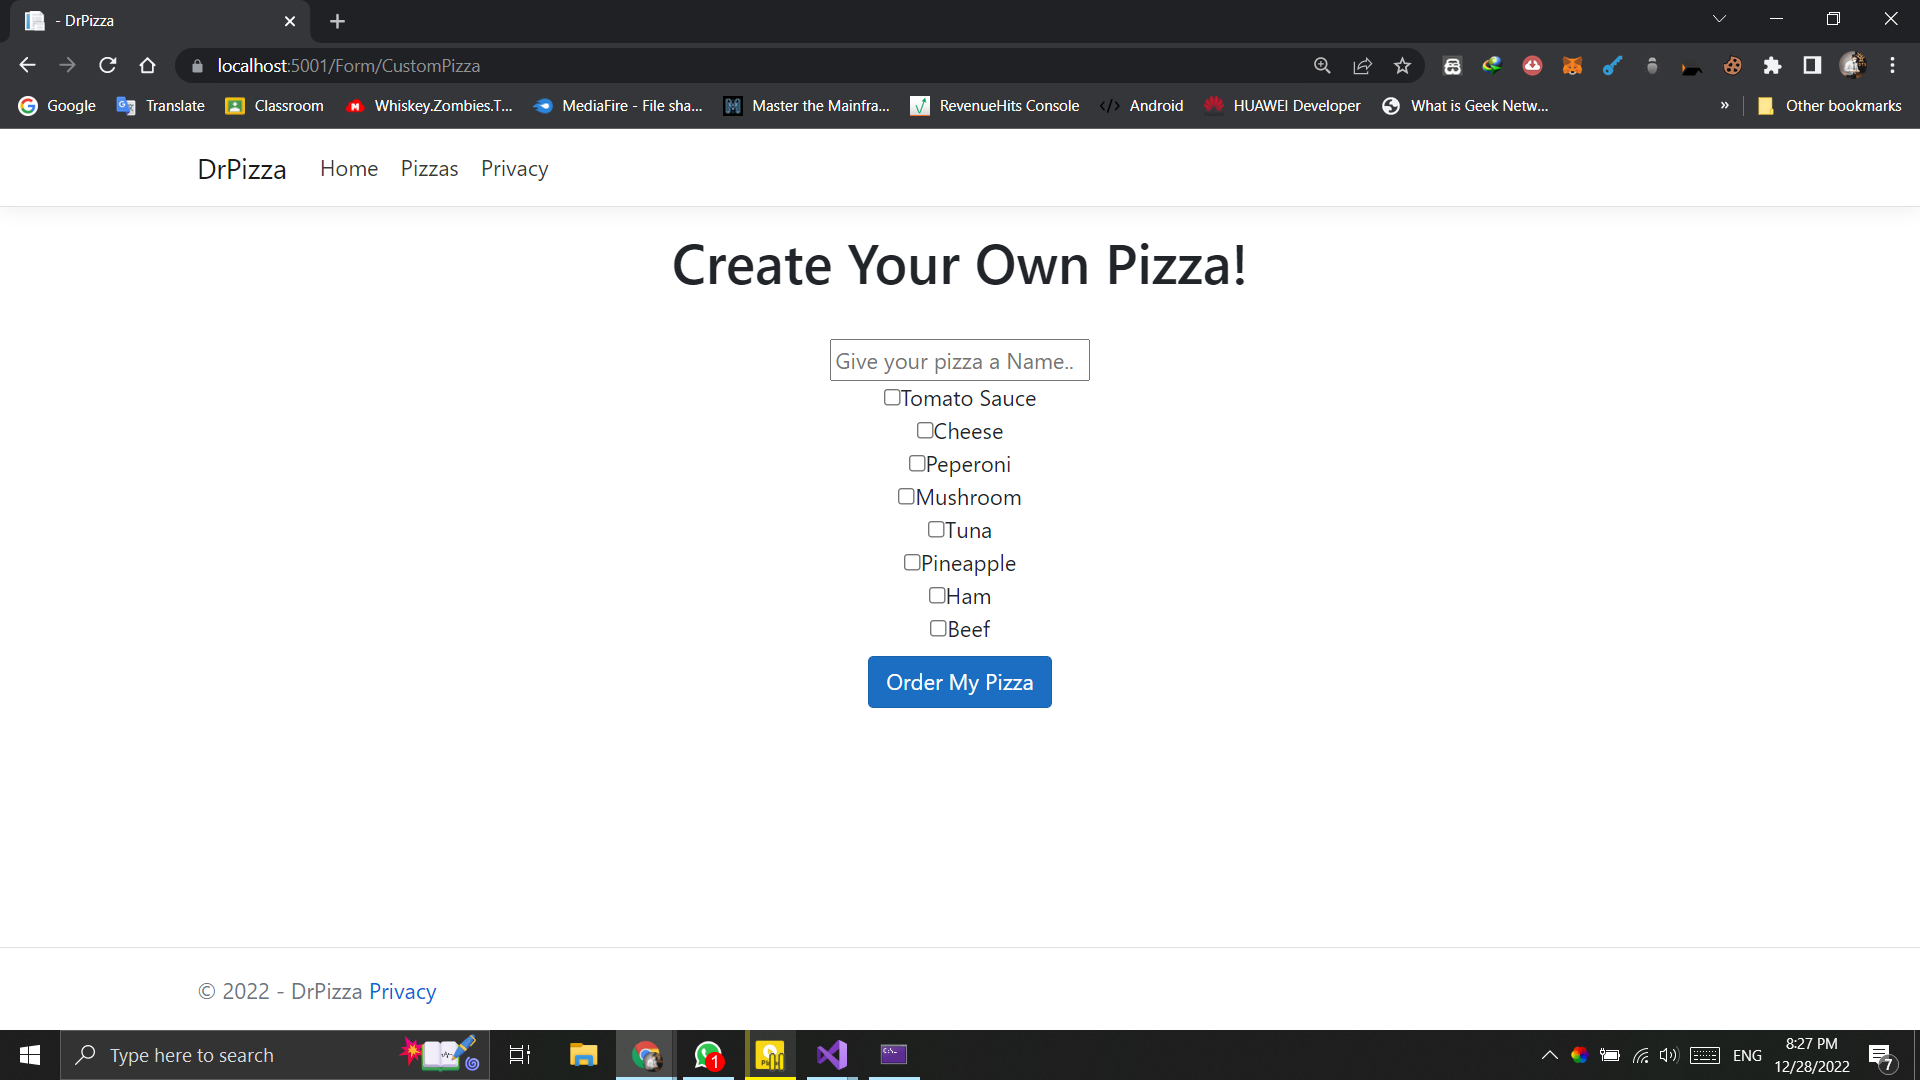 - DrPizza
localhost:5001/Form/CustomPizza
Google Translate Classroom Whiskey.Zombies.T... MediaFire - File sha... Master the Mainfra... RevenueHits Console Android HUAWEI Developer What is Geek Netw... » Other bookmarks
DrPizza Home Pizzas Privacy
Create Your Own Pizza!
Give your pizza a Name..
Tomato Sauce
Cheese
Peperoni
Mushroom
Tuna
Pineapple
Ham
Beef
Order My Pizza
© 2022 - DrPizza Privacy
Type here to search
1
ENG
8:27 PM
12/28/2022
7